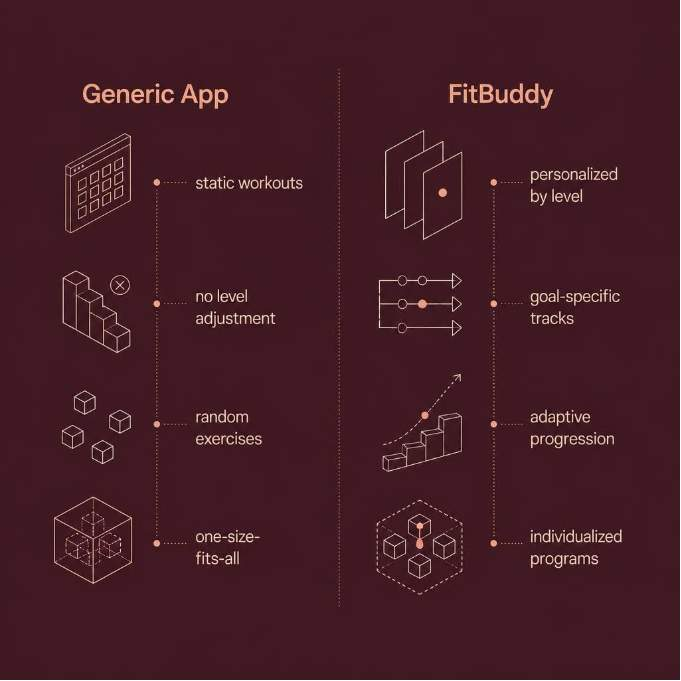 Generic App
static workouts
no level
adjustment
random
exercises
one-size-
fits-all
FitBuddy
personalized
by level
goal-specific
tracks
adaptive
progression
individualized
programs